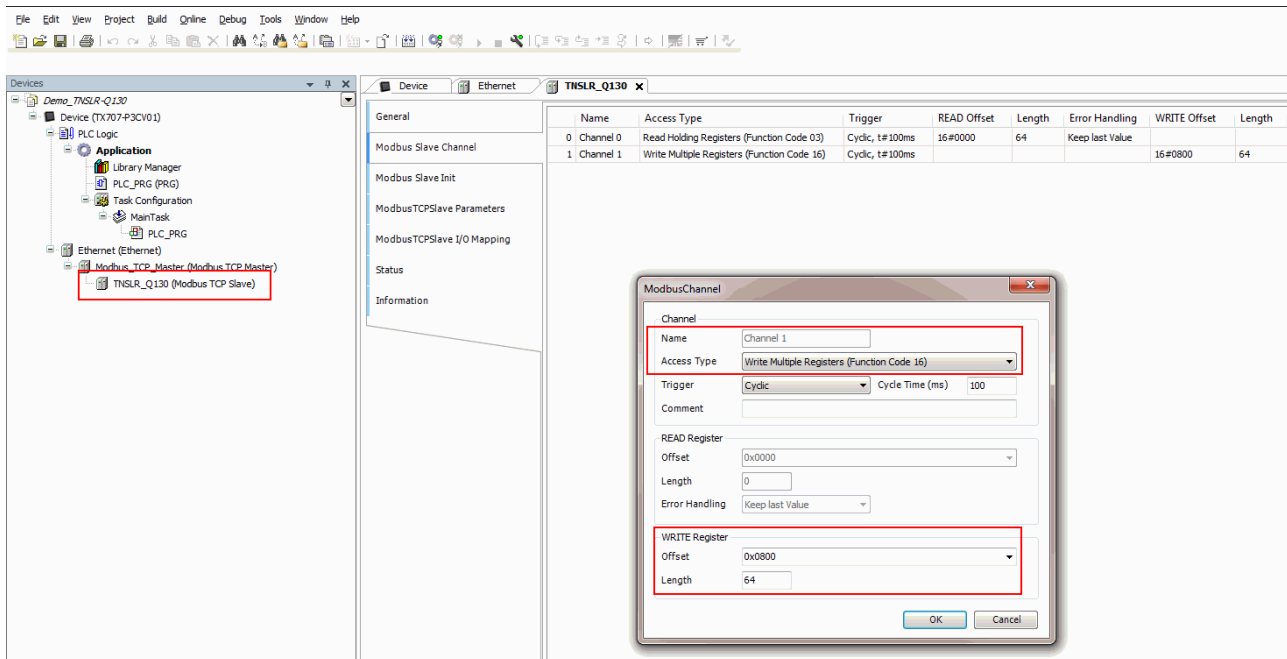 File Edit View Project Build Online Debug Tools Window Help
Devices
Demo_TNSLR-Q130
Device (TX707-P3CV01)
PLC Logic
Application
Library Manager
PLC_PRG (PRG)
Task Configuration
MainTask
PLC_PRG
Ethernet (Ethernet)
Modbus_TCP_Master (Modbus TCP Master)
TNSLR_Q130 (Modbus TCP Slave)
Device Ethernet TNSLR_Q130
General
Modbus Slave Channel
Modbus Slave Init
ModbusTCPSlave Parameters
ModbusTCPSlave I/O Mapping
Status
Information
Name Access Type Trigger READ Offset Length Error Handling WRITE Offset Length
0 Channel 0 Read Holding Registers (Function Code 03) Cyclic, t#100ms 16#0000 64 Keep last Value
1 Channel 1 Write Multiple Registers (Function Code 16) Cyclic, t#100ms 16#0800 64
ModbusChannel
Channel
Name Channel 1
Access Type Write Multiple Registers (Function Code 16)
Trigger Cyclic Cycle Time (ms) 100
Comment
READ Register
Offset 0x0000
Length 0
Error Handling Keep last Value
WRITE Register
Offset 0x0800
Length 64
OK Cancel